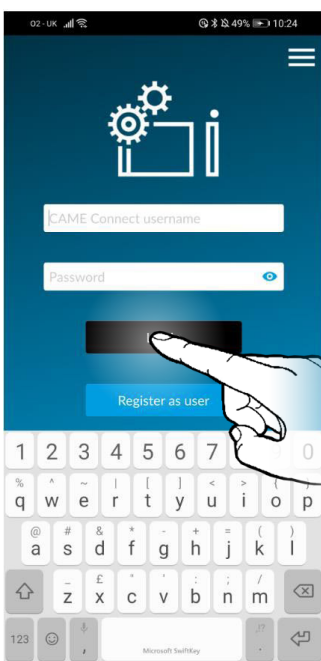 O2-UK 49% 10:24
CAME Connect username
Password
Register as user
1 2 3 4 5 6 7 0
% ^ ~ | [ ] < > { }
q w e r t y u i o p
@ # & * - + = ( )
a s d f g h j k l
_ £ " ' : ; /
z x c v b n m
123 , Microsoft SwiftKey .